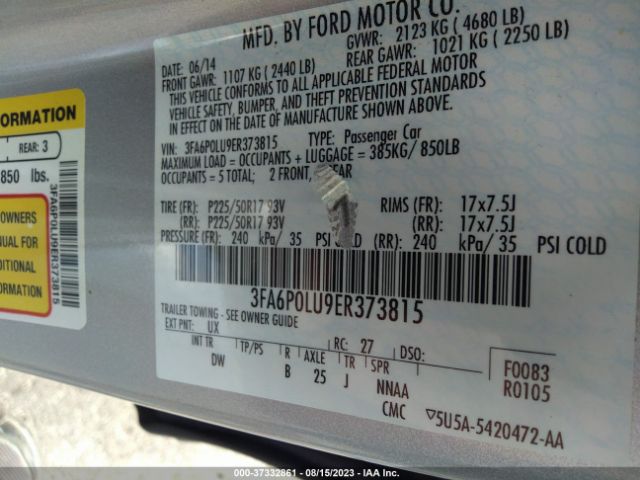 MFD. BY FORD MOTOR CO.
DATE: 06/14
GVWR: 2123 KG ( 4680 LB)
FRONT GAWR: 1107 KG ( 2440 LB)
REAR GAWR: 1021 KG ( 2250 LB)
THIS VEHICLE CONFORMS TO ALL APPLICABLE FEDERAL MOTOR
VEHICLE SAFETY, BUMPER, AND THEFT PREVENTION STANDARDS
IN EFFECT ON THE DATE OF MANUFACTURE SHOWN ABOVE.
VIN: 3FA6P0LU9ER373815 TYPE: Passenger Car
MAXIMUM LOAD = OCCUPANTS + LUGGAGE = 385KG/ 850LB
OCCUPANTS = 5 TOTAL; 2 FRONT,
TIRE (FR): P225/50R17 93V RIMS (FR): 17x7.5J
(RR): P225/50R17 93V (RR): 17x7.5J
PRESSURE (FR): 240 kPa/ 35 PSI COLD (RR): 240 kPa/ 35 PSI COLD
3FA6P0LU9ER373815
TRAILER TOWING - SEE OWNER GUIDE
EXT PNT: UX RC: 27 DSO:
INT TR TP/PS R AXLE TR SPR
DW B 25 J NNAA
CMC
F0083
R0105
▽5U5A-5420472-AA
ORMATION
REAR: 3
850 lbs.
OWNERS
NUAL FOR
DITIONAL
ORMATION
3FA6P0LU9ER373815
000-37332861 - 08/15/2023 - IAA Inc.